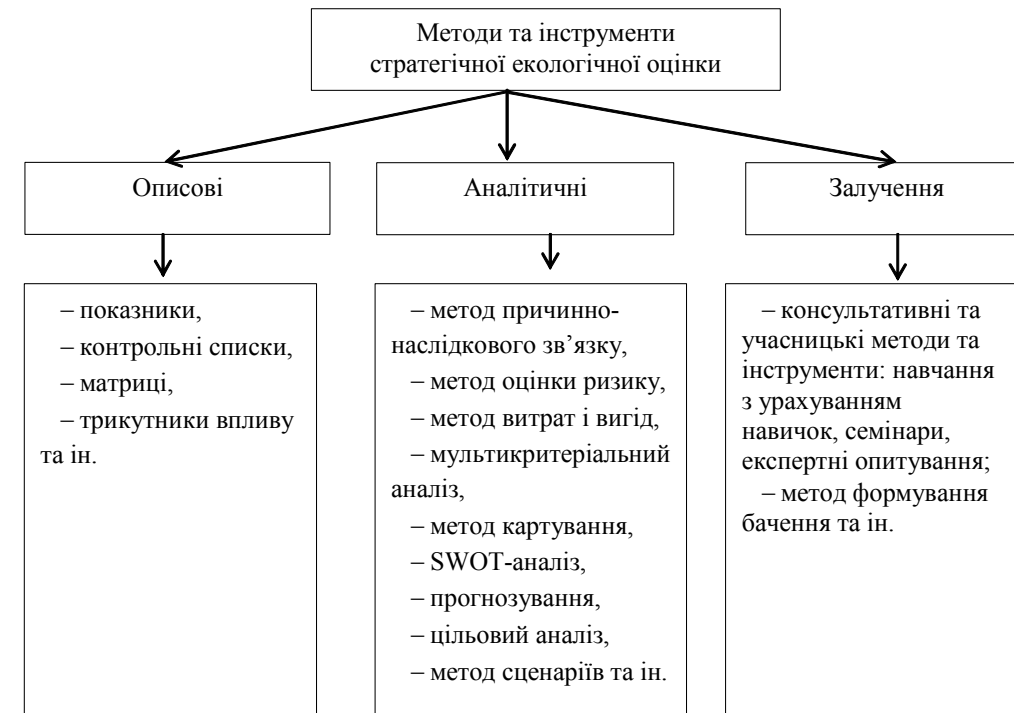 Методи та інструменти
стратегічної екологічної оцінки
Описові
Аналітичні
Залучення
– показники,
– контрольні списки,
– матриці,
– трикутники впливу
та ін.
– метод причинно-
наслідкового зв’язку,
– метод оцінки ризику,
– метод витрат і вигід,
– мультикритеріальний
аналіз,
– метод картування,
– SWOT-аналіз,
– прогнозування,
– цільовий аналіз,
– метод сценаріїв та ін.
– консультативні та
учасницькі методи та
інструменти: навчання
з урахуванням
навичок, семінари,
експертні опитування;
– метод формування
бачення та ін.